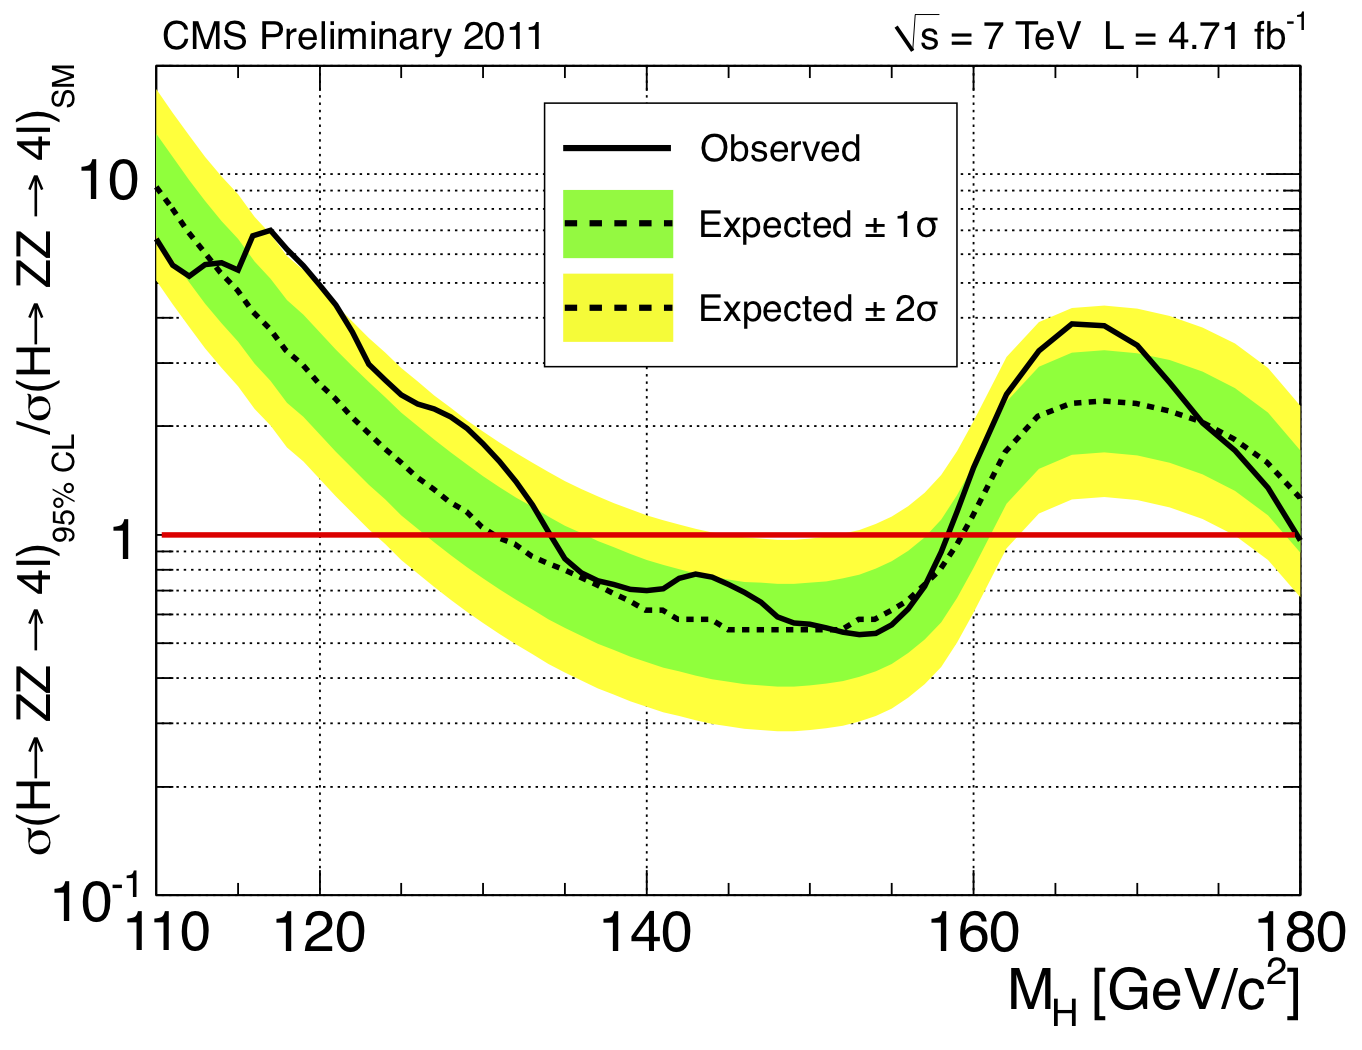 CMS Preliminary 2011
√s = 7 TeV L = 4.71 fb⁻¹
σ(H→ ZZ → 4l)95% CL/σ(H→ ZZ → 4l)SM
Observed
Expected ± 1σ
Expected ± 2σ
10
1
10⁻¹
110 120 140 160 180
M_H [GeV/c²]